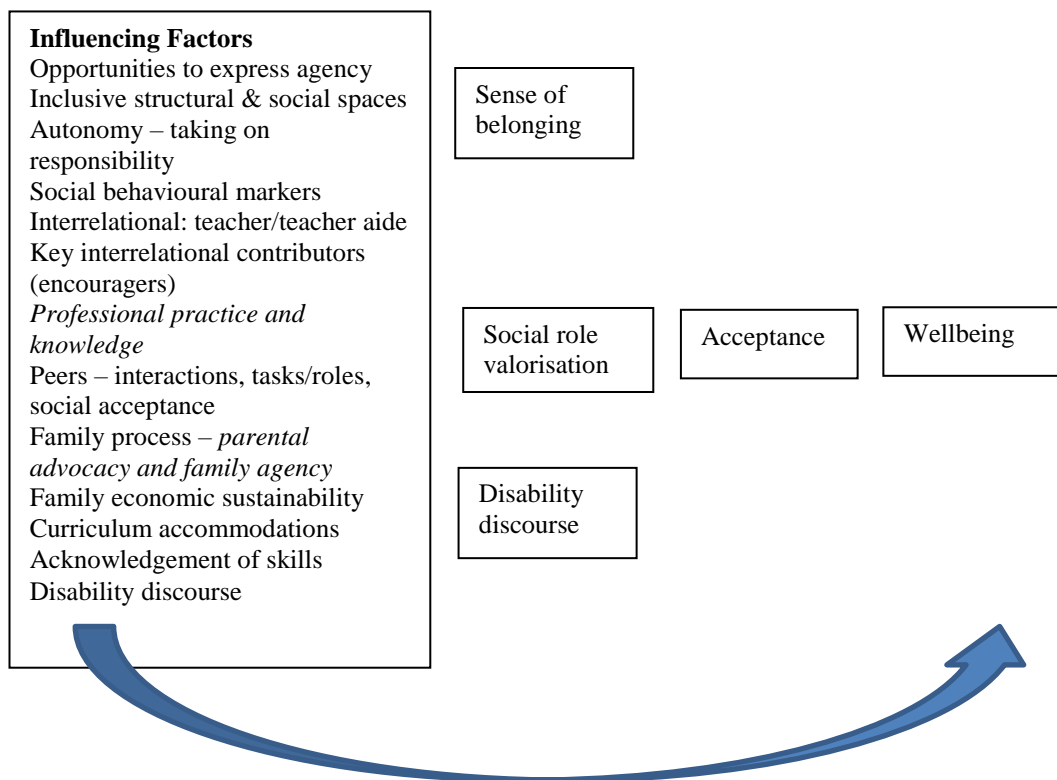 Influencing Factors
Opportunities to express agency
Inclusive structural & social spaces
Autonomy – taking on
responsibility
Social behavioural markers
Interrelational: teacher/teacher aide
Key interrelational contributors
(encouragers)
Professional practice and
knowledge
Peers – interactions, tasks/roles,
social acceptance
Family process – parental
advocacy and family agency
Family economic sustainability
Curriculum accommodations
Acknowledgement of skills
Disability discourse
Sense of
belonging
Social role
valorisation
Acceptance
Wellbeing
Disability
discourse